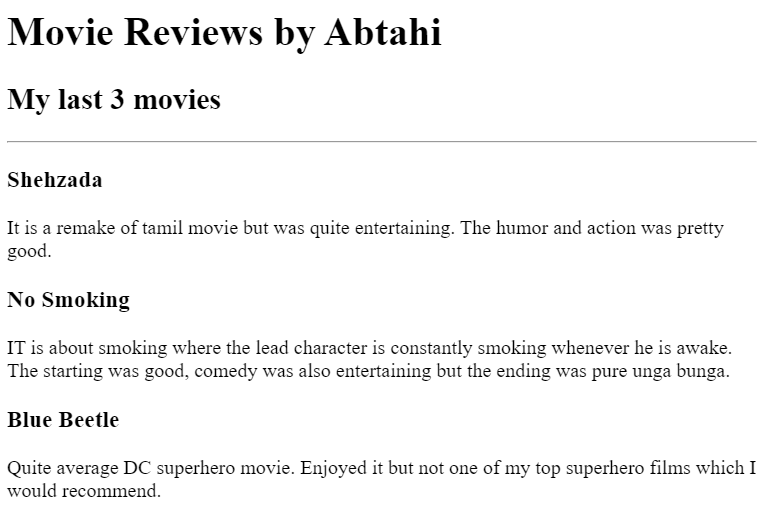 Movie Reviews by Abtahi
My last 3 movies
Shehzada
It is a remake of tamil movie but was quite entertaining. The humor and action was pretty
good.
No Smoking
IT is about smoking where the lead character is constantly smoking whenever he is awake.
The starting was good, comedy was also entertaining but the ending was pure unga bunga.
Blue Beetle
Quite average DC superhero movie. Enjoyed it but not one of my top superhero films which I
would recommend.